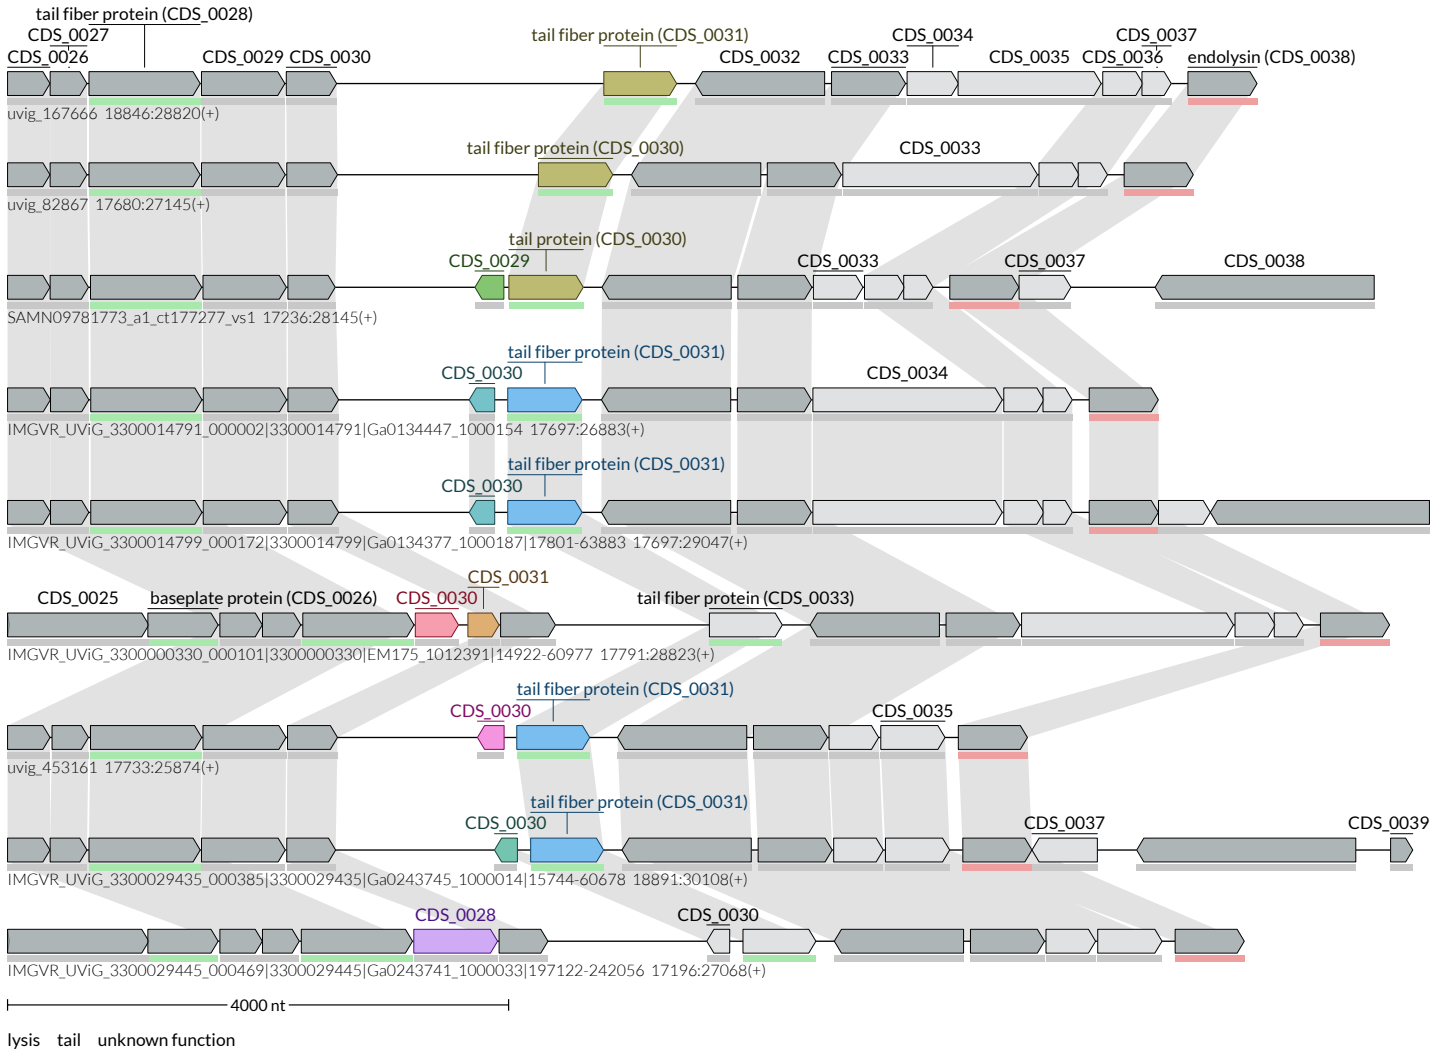 tail fiber protein (CDS_0028)
CDS_0027 tail fiber protein (CDS_0031) CDS_0034 CDS_0037
CDS_0026 CDS_0029 CDS_0030 CDS_0032 CDS_0033 CDS_0035 CDS_0036 endolysin (CDS_0038)
uvig_167666 18846:28820(+)
tail fiber protein (CDS_0030) CDS_0033
uvig_82867 17680:27145(+)
tail protein (CDS_0030)
CDS_0029 CDS_0033 CDS_0037 CDS_0038
SAMN09781773_a1_ct177277_vs1 17236:28145(+)
tail fiber protein (CDS_0031)
CDS_0030 CDS_0034
IMGVR_UViG_3300014791_000002|3300014791|Ga0134447_1000154 17697:26883(+)
tail fiber protein (CDS_0031)
CDS_0030
IMGVR_UViG_3300014799_000172|3300014799|Ga0134377_1000187|17801-63883 17697:29047(+)
CDS_0031
CDS_0025 baseplate protein (CDS_0026) CDS_0030 tail fiber protein (CDS_0033)
IMGVR_UViG_3300000330_000101|3300000330|EM175_1012391|14922-60977 17791:28823(+)
tail fiber protein (CDS_0031)
CDS_0030 CDS_0035
uvig_453161 17733:25874(+)
tail fiber protein (CDS_0031)
CDS_0030 CDS_0037 CDS_0039
IMGVR_UViG_3300029435_000385|3300029435|Ga0243745_1000014|15744-60678 18891:30108(+)
CDS_0028 CDS_0030
IMGVR_UViG_3300029445_000469|3300029445|Ga0243741_1000033|197122-242056 17196:27068(+)
4000 nt
lysis tail unknown function